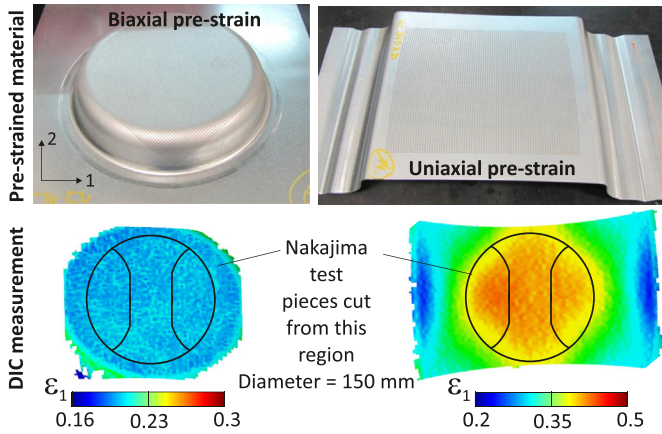 Pre-strained material
Biaxial pre-strain
2
1
Uniaxial pre-strain
DIC measurement
Nakajima
test
pieces cut
from this
region
Diameter = 150 mm
ε1
0.16 0.23 0.3
ε1
0.2 0.35 0.5